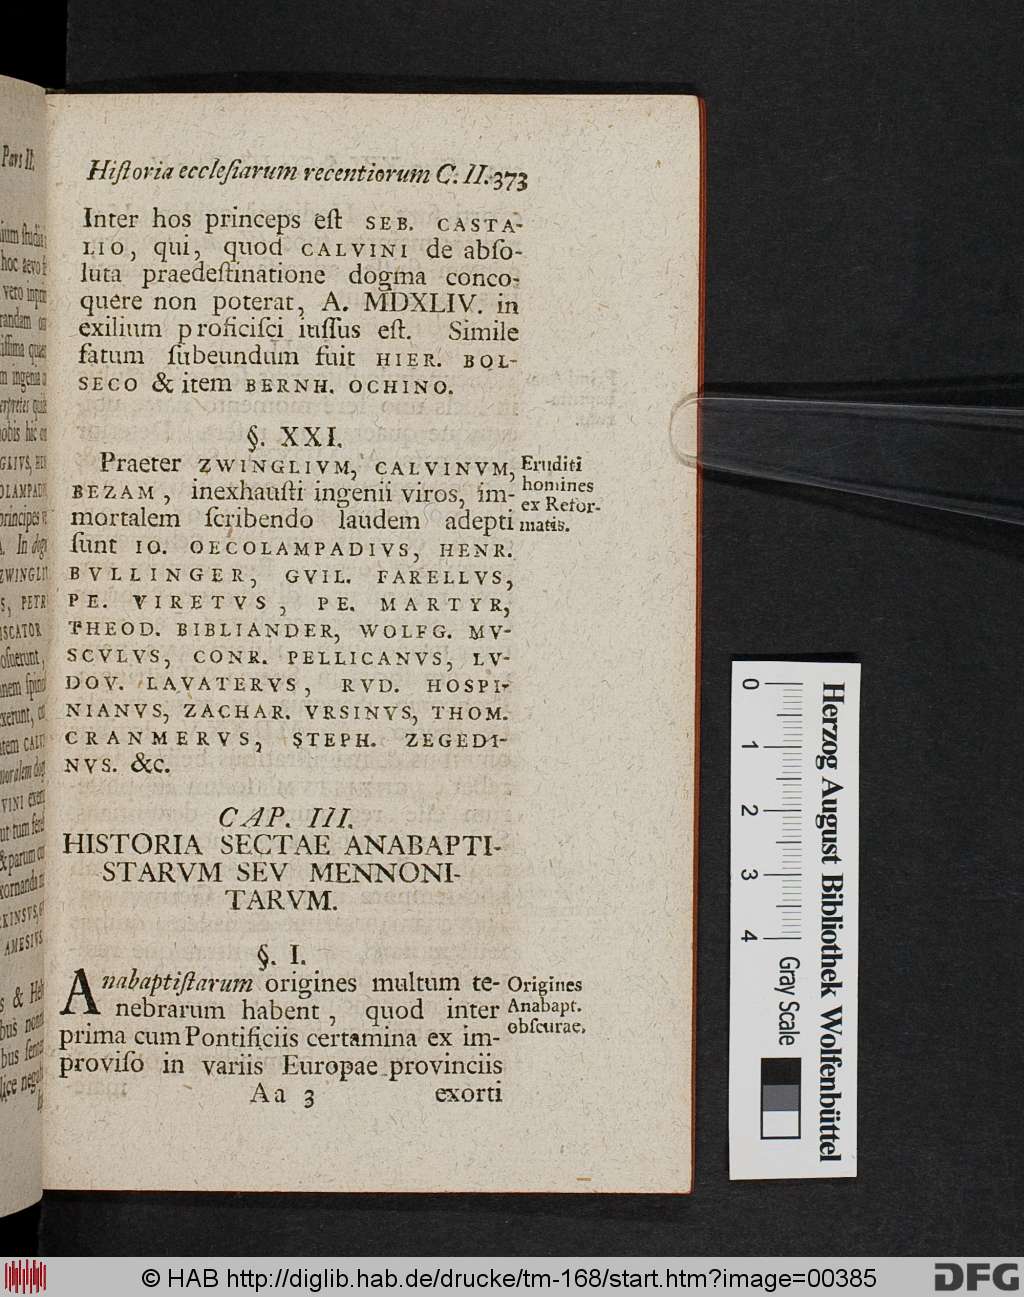 Hiſtoria eccleſiarum recentiorum C. II. 373
Inter hos princeps eſt SEB. CASTA-
LIO, qui, quod CALVINI de abſo-
luta praedeſtinatione dogma conco-
quere non poterat, A. MDXLIV. in
exilium proficiſci iuſſus eſt. Simile
fatum ſubeundum fuit HIER. BOL-
SECO & item BERNH. OCHINO.
§. XXI.
Praeter ZWINGLIVM, CALVINVM,
BEZAM, inexhauſti ingenii viros, im-
mortalem ſcribendo laudem adepti
ſunt IO. OECOLAMPADIVS, HENR.
BVLLINGER, GVIL. FARELLVS,
PE. VIRETVS, PE. MARTYR,
THEOD. BIBLIANDER, WOLFG. MV-
SCVLVS, CONR. PELLICANVS, LV-
DOV. LAVATERVS, RVD. HOSPI-
NIANVS, ZACHAR. VRSINVS, THOM.
CRANMERVS, STEPH. ZEGEDI-
NVS. &c.
Eruditi
homines
ex Refor-
matis.
CAP. III.
HISTORIA SECTAE ANABAPTI-
STARVM SEV MENNONI-
TARVM.
§. I.
Anabaptiſtarum origines multum te-
nebrarum habent, quod inter
prima cum Pontificiis certamina ex im-
proviſo in variis Europae provinciis
Origines
Anabapt.
obſcurae.
Aa 3 exorti
Pars II.
Herzog August Bibliothek Wolfenbüttel
0 1 2 3 4
Gray Scale
© HAB http://diglib.hab.de/drucke/tm-168/start.htm?image=00385
DFG